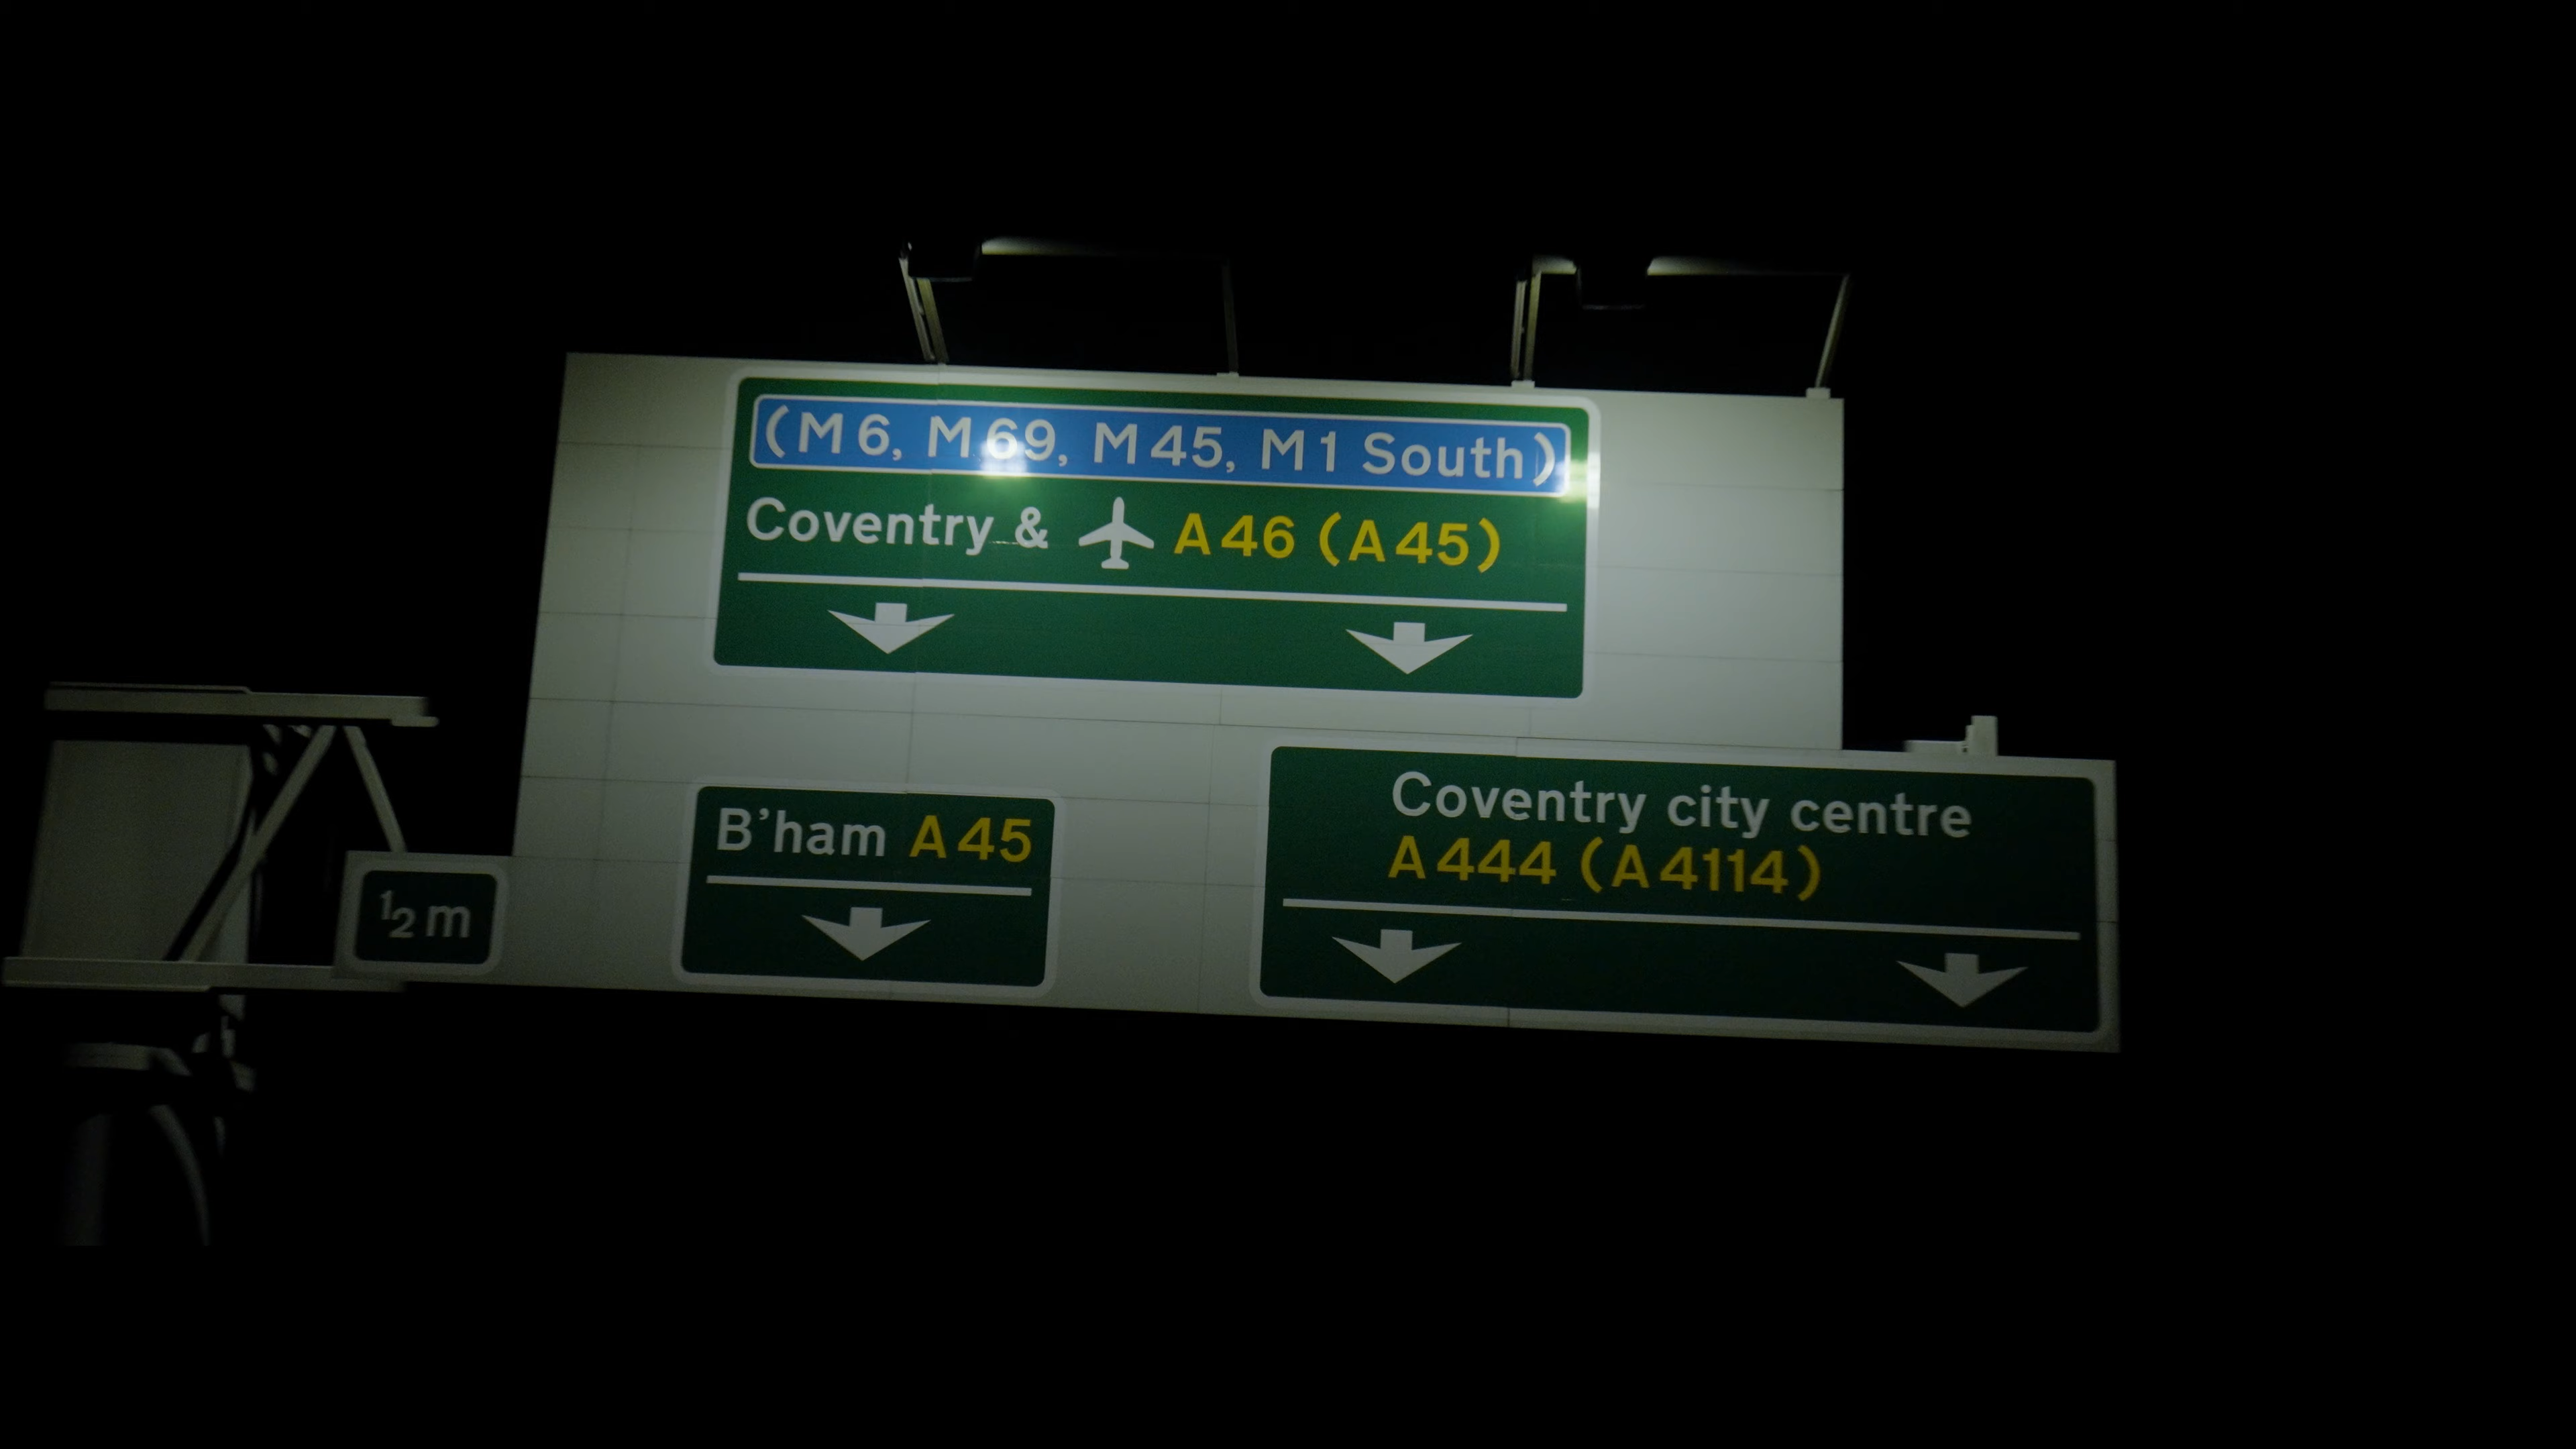 (M6, M69, M45, M1 South)
Coventry & A46 (A45)
B'ham A45
Coventry city centre
A444 (A4114)
½ m